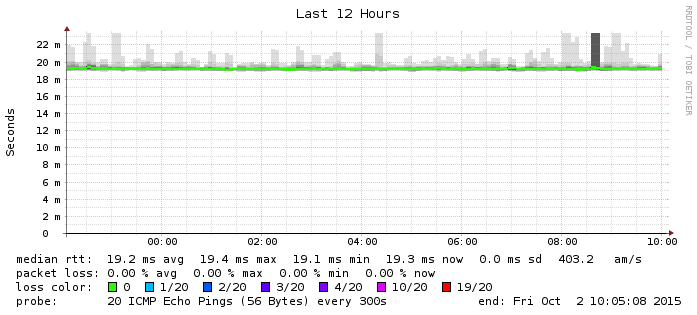 Last 12 Hours
RRDTOOL / TOBI OETIKER
Seconds
22 m
20 m
18 m
16 m
14 m
12 m
10 m
8 m
6 m
4 m
2 m
0
00:00 02:00 04:00 06:00 08:00 10:00
median rtt: 19.2 ms avg 19.4 ms max 19.1 ms min 19.3 ms now 0.0 ms sd 403.2 am/s
packet loss: 0.00 % avg 0.00 % max 0.00 % min 0.00 % now
loss color: 0 1/20 2/20 3/20 4/20 10/20 19/20
probe: 20 ICMP Echo Pings (56 Bytes) every 300s end: Fri Oct 2 10:05:08 2015